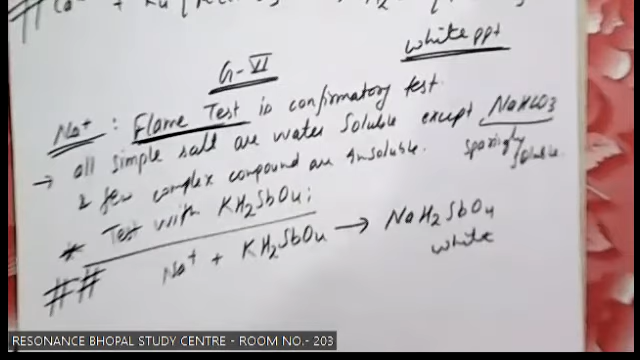 ## Ca²⁺ + K₄[
white ppt
G-VI
Na⁺ : Flame Test is confirmatory test.
→ all simple salt are water soluble except NaHCO3
sparingly soluble.
& few complex compound are insoluble.
* Test with KH₂SbO₄;
## Na⁺ + KH₂SbO₄ → NaH₂SbO₄
white
RESONANCE BHOPAL STUDY CENTRE - ROOM NO.- 203